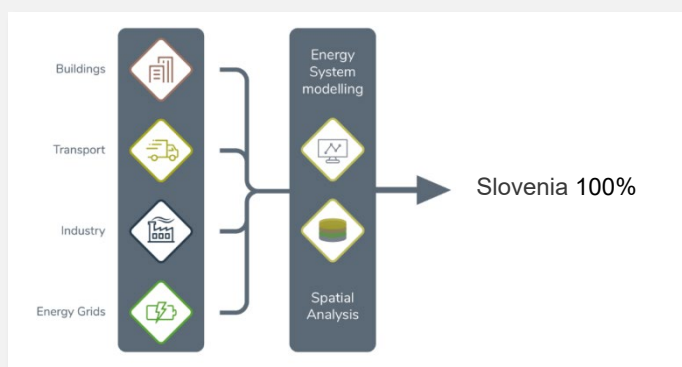 Buildings
Transport
Industry
Energy Grids
Energy
System
modelling
Spatial
Analysis
Slovenia 100%